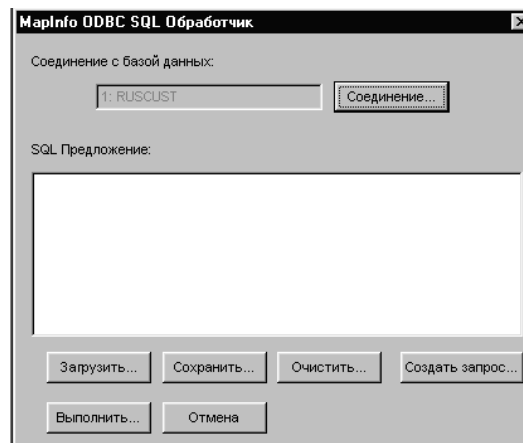 MapInfo ODBC SQL Обработчик
Соединение с базой данных:
1: RUSCUST
Соединение...
SQL Предложение:
Загрузить...
Сохранить...
Очистить...
Создать запрос...
Выполнить...
Отмена